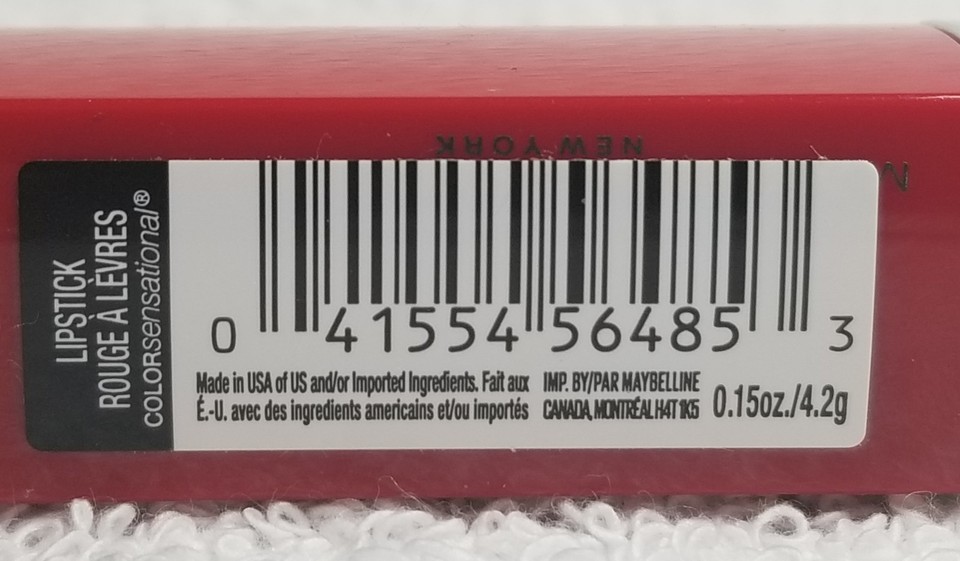 NEW YORK
M
LIPSTICK
ROUGE À LÈVRES
COLORsensational®
0 41554 56485 3
Made in USA of US and/or Imported Ingredients. Fait aux
É.-U. avec des ingredients americains et/ou importés
IMP. BY/PAR MAYBELLINE
CANADA, MONTRÉAL H4T 1K5
0.15oz./4.2g